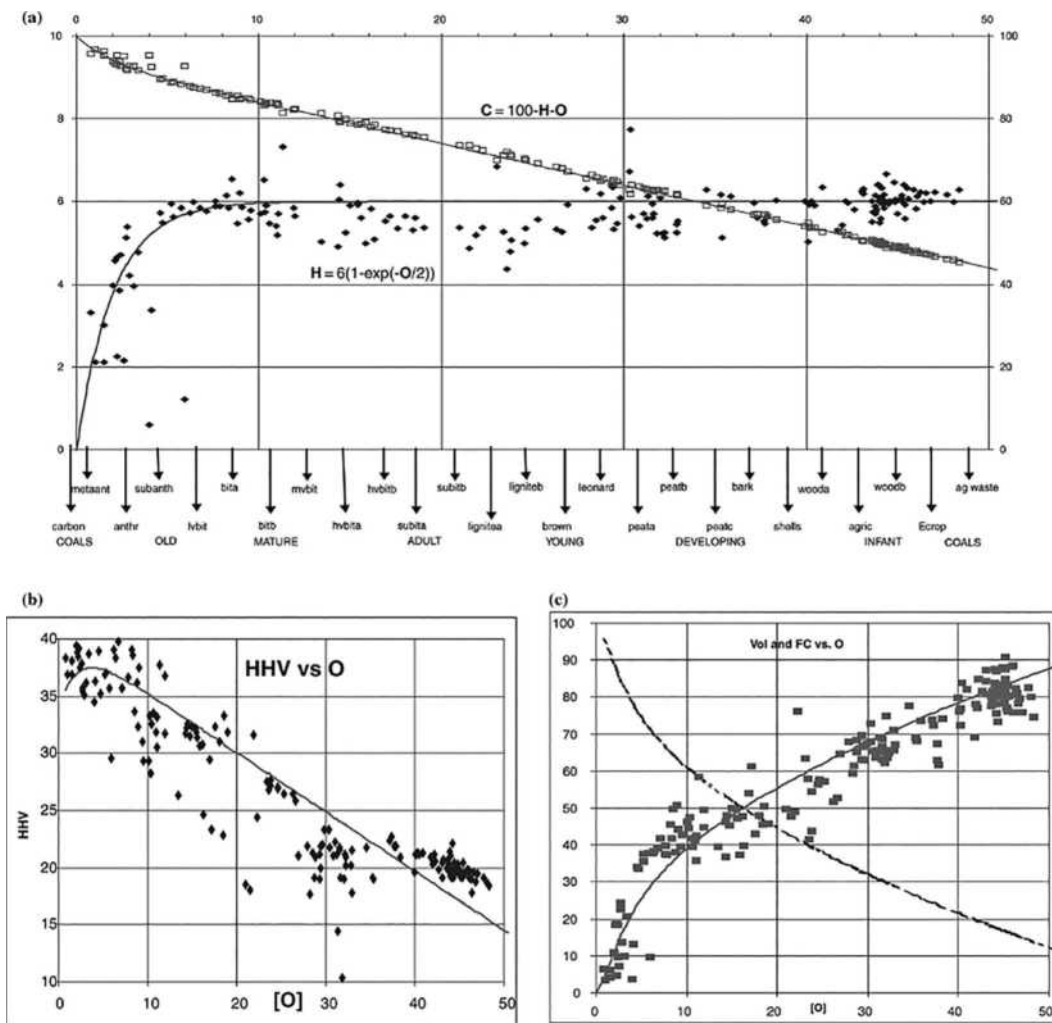 (a)
0 10 20 30 40 50
10 100
8 80
6 60
4 40
2 20
0 0
C = 100-H-O
H = 6(1-exp(-O/2))
metaant subanth bita mvbit hvbitb subitb ligniteb leonard peatb bark wooda woodb ag waste
carbon anthr lvbit bitb hvbita subita lignitea brown peata peatc shells agric Ecrop
COALS OLD MATURE ADULT YOUNG DEVELOPING INFANT COALS
(b)
HHV vs O
40
35
30
25
20
15
10
HHV
0 10 20 30 40 50
[O]
(c)
Vol and FC vs. O
100
90
80
70
60
50
40
30
20
10
0
0 10 20 30 40 50
[O]